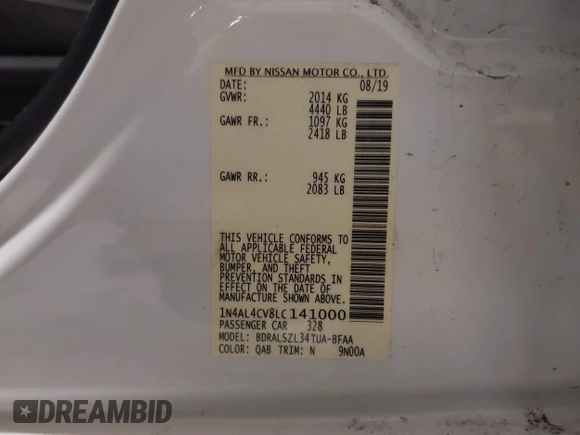 MFD BY NISSAN MOTOR CO., LTD.
DATE: 08/19
GVWR: 2014 KG
4440 LB
GAWR FR.: 1097 KG
2418 LB
GAWR RR.: 945 KG
2083 LB
THIS VEHICLE CONFORMS TO
ALL APPLICABLE FEDERAL
MOTOR VEHICLE SAFETY,
BUMPER, AND THEFT
PREVENTION STANDARDS IN
EFFECT ON THE DATE OF
MANUFACTURE SHOWN ABOVE.
1N4AL4CV8LC141000
PASSENGER CAR 328
MODEL: BDRALSZL34TUA-BFAA
COLOR: QAB TRIM: N 9N00A
DREAMBID